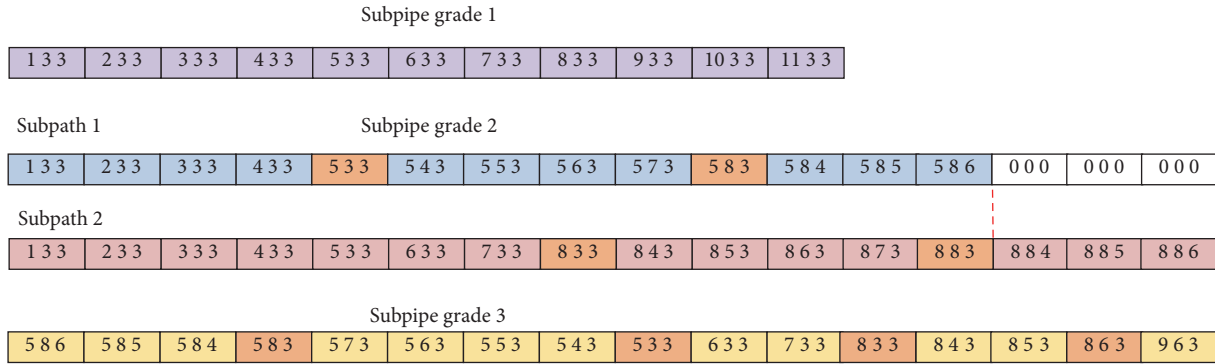 Subpipe grade 1
1 3 3 2 3 3 3 3 3 4 3 3 5 3 3 6 3 3 7 3 3 8 3 3 9 3 3 10 3 3 11 3 3
Subpath 1 Subpipe grade 2
1 3 3 2 3 3 3 3 3 4 3 3 5 3 3 5 4 3 5 5 3 5 6 3 5 7 3 5 8 3 5 8 4 5 8 5 5 8 6 0 0 0 0 0 0 0 0 0
Subpath 2
1 3 3 2 3 3 3 3 3 4 3 3 5 3 3 6 3 3 7 3 3 8 3 3 8 4 3 8 5 3 8 6 3 8 7 3 8 8 3 8 8 4 8 8 5 8 8 6
Subpipe grade 3
5 8 6 5 8 5 5 8 4 5 8 3 5 7 3 5 6 3 5 5 3 5 4 3 5 3 3 6 3 3 7 3 3 8 3 3 8 4 3 8 5 3 8 6 3 9 6 3